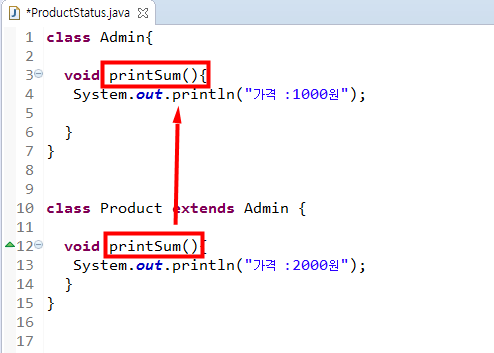 *ProductStatus.java
1 class Admin{
2
3 void printSum(){
4 System.out.println("가격 :1000원");
5
6 }
7 }
8
9
10 class Product extends Admin {
11
12 void printSum(){
13 System.out.println("가격 :2000원");
14 }
15 }
16
17